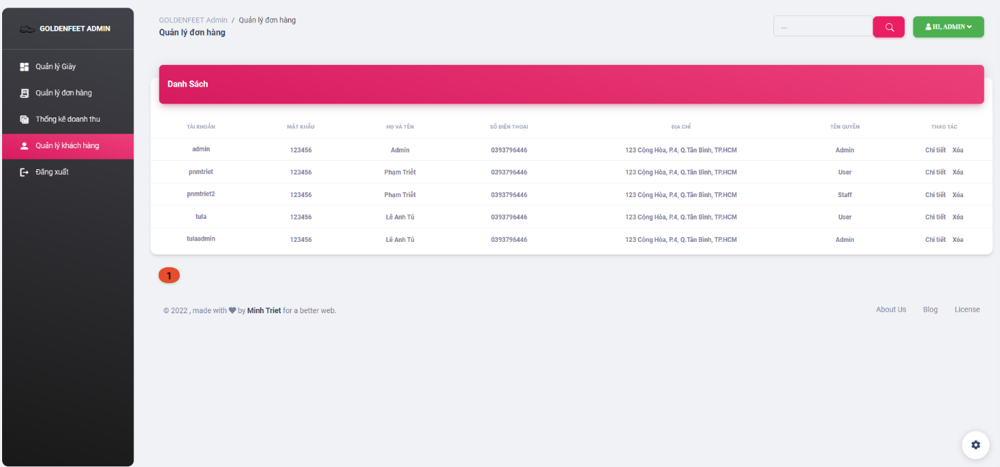 GOLDENFEET ADMIN
Quản lý Giày
Quản lý đơn hàng
Thống kê doanh thu
Quản lý khách hàng
Đăng xuất
GOLDENFEET Admin / Quản lý đơn hàng
Quản lý đơn hàng
...
HI, ADMIN
Danh Sách
TÀI KHOẢN MẬT KHẨU HỌ VÀ TÊN SỐ ĐIỆN THOẠI ĐỊA CHỈ TÊN QUYỀN THAO TÁC
admin 123456 Admin 0393796446 123 Cộng Hòa, P.4, Q.Tân Bình, TP.HCM Admin Chi tiết Xóa
pnmtriet 123456 Phạm Triết 0393796446 123 Cộng Hòa, P.4, Q.Tân Bình, TP.HCM User Chi tiết Xóa
pnmtriet2 123456 Phạm Triết 0393796446 123 Cộng Hòa, P.4, Q.Tân Bình, TP.HCM Staff Chi tiết Xóa
tula 123456 Lê Anh Tú 0393796446 123 Cộng Hòa, P.4, Q.Tân Bình, TP.HCM User Chi tiết Xóa
tulaadmin 123456 Lê Anh Tú 0393796446 123 Cộng Hòa, P.4, Q.Tân Bình, TP.HCM Admin Chi tiết Xóa
1
© 2022 , made with by Minh Triet for a better web.
About Us Blog License